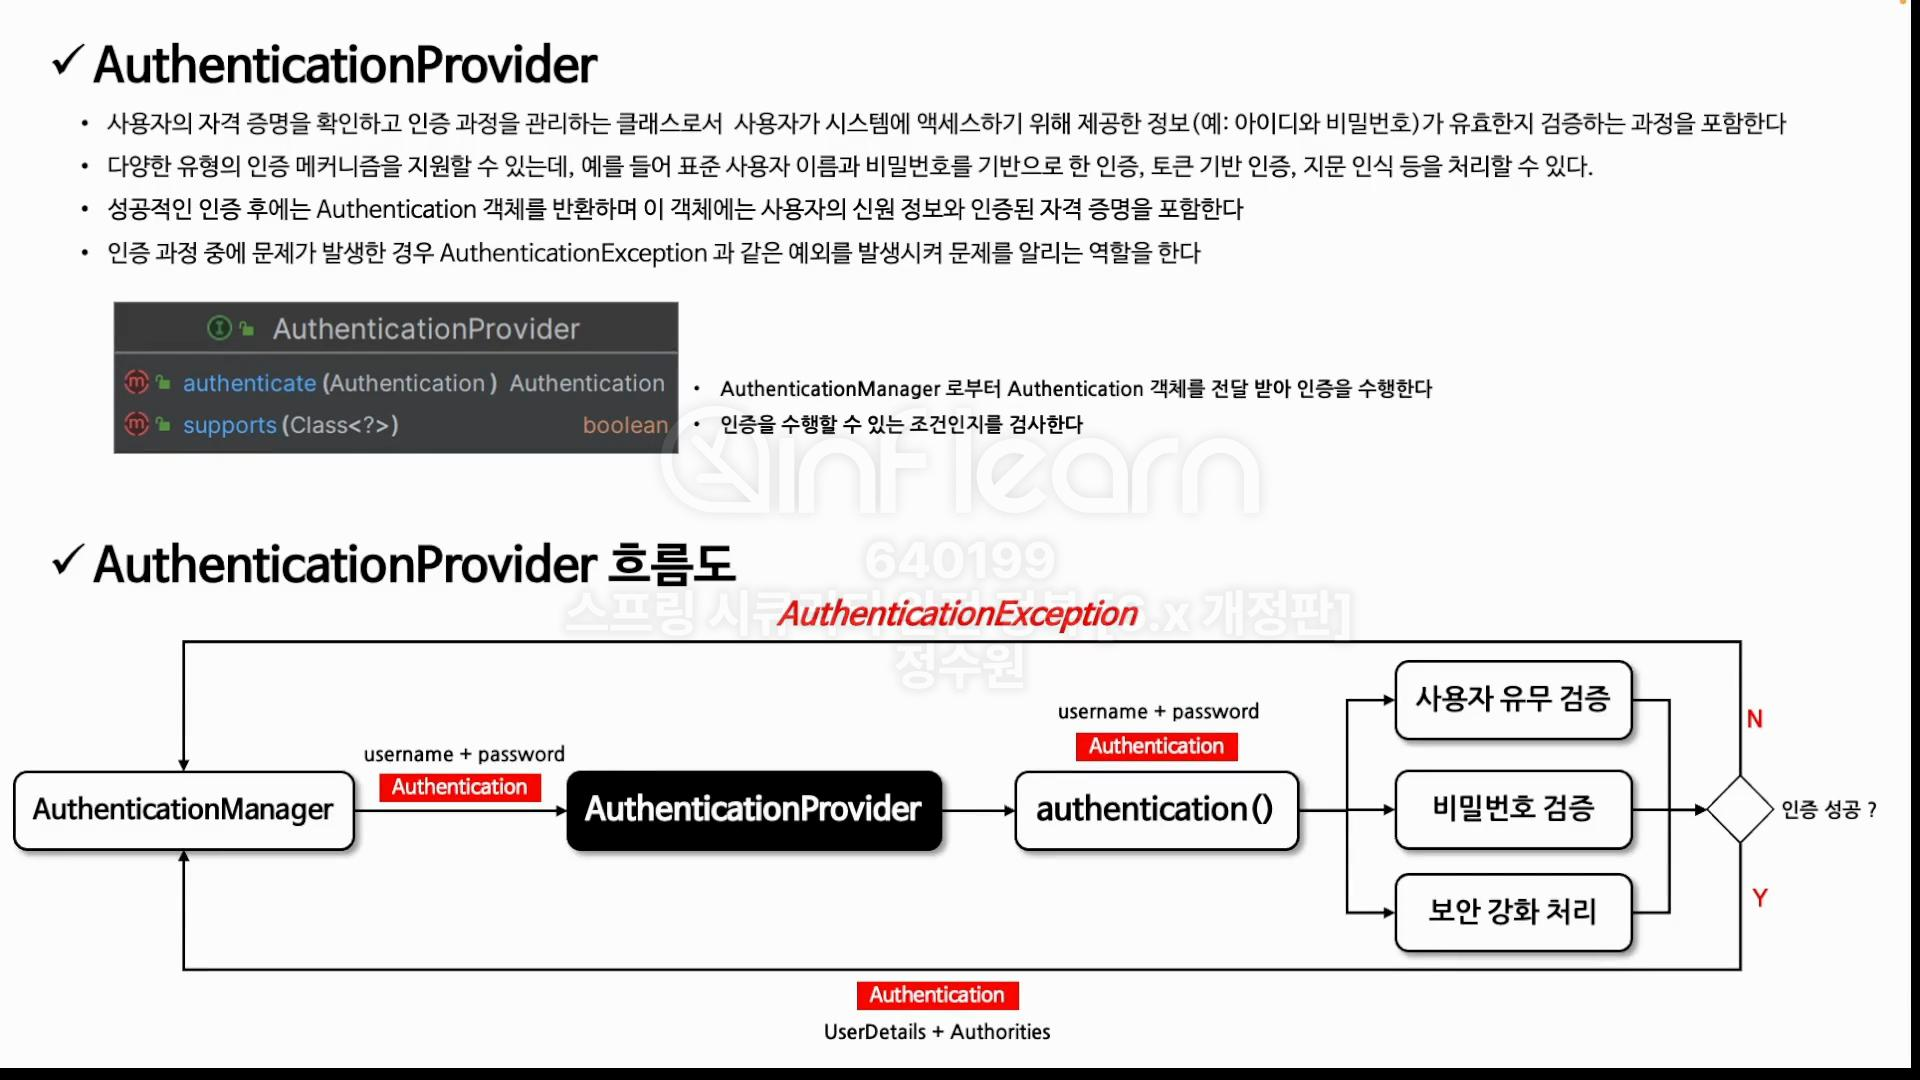 ✓ AuthenticationProvider
• 사용자의 자격 증명을 확인하고 인증 과정을 관리하는 클래스로서 사용자가 시스템에 액세스하기 위해 제공한 정보(예: 아이디와 비밀번호)가 유효한지 검증하는 과정을 포함한다
• 다양한 유형의 인증 메커니즘을 지원할 수 있는데, 예를 들어 표준 사용자 이름과 비밀번호를 기반으로 한 인증, 토큰 기반 인증, 지문 인식 등을 처리할 수 있다.
• 성공적인 인증 후에는 Authentication 객체를 반환하며 이 객체에는 사용자의 신원 정보와 인증된 자격 증명을 포함한다
• 인증 과정 중에 문제가 발생한 경우 AuthenticationException 과 같은 예외를 발생시켜 문제를 알리는 역할을 한다
AuthenticationProvider
authenticate (Authentication) Authentication
• AuthenticationManager 로부터 Authentication 객체를 전달 받아 인증을 수행한다
supports (Class<?>) boolean
• 인증을 수행할 수 있는 조건인지를 검사한다
inflearn
✓ AuthenticationProvider 흐름도
640199
스프링 시큐리티 완전 정복 [6.x 개정판]
정수원
AuthenticationException
사용자 유무 검증
N
username + password
Authentication
username + password
Authentication
AuthenticationManager
AuthenticationProvider
authentication()
비밀번호 검증
인증 성공 ?
보안 강화 처리
Y
Authentication
UserDetails + Authorities